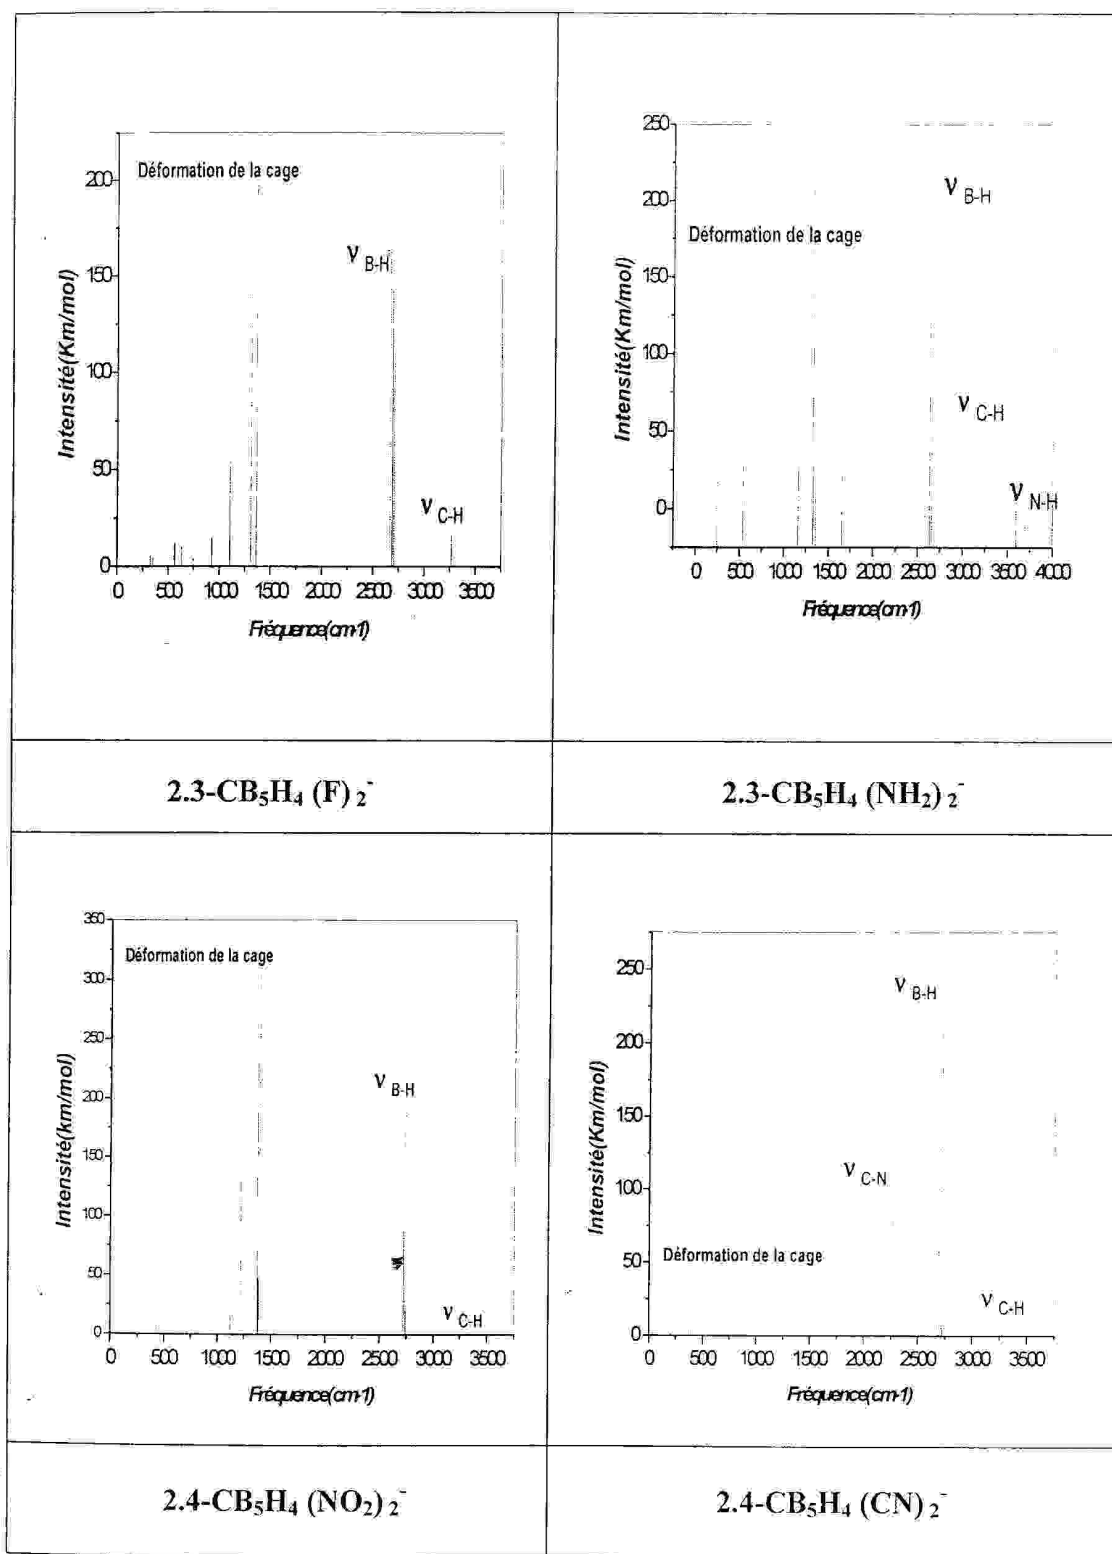 Déformation de la cage
ν B-H
ν C-H
Intensité(Km/mol)
200
150
100
50
0
0 500 1000 1500 2000 2500 3000 3500
Fréquence(cm-1)
250
200
150
100
50
0
ν B-H
Déformation de la cage
ν C-H
ν N-H
Intensité(Km/mol)
0 500 1000 1500 2000 2500 3000 3500 4000
Fréquence(cm-1)
2.3-CB₅H₄ (F) ₂⁻
2.3-CB₅H₄ (NH₂) ₂⁻
350
300
250
200
150
100
50
0
Déformation de la cage
ν B-H
ν C-H
Intensité(km/mol)
0 500 1000 1500 2000 2500 3000 3500
Fréquence(cm-1)
250
200
150
100
50
0
ν B-H
ν C-N
Déformation de la cage
ν C-H
Intensité(Km/mol)
0 500 1000 1500 2000 2500 3000 3500
Fréquence(cm-1)
2.4-CB₅H₄ (NO₂) ₂⁻
2.4-CB₅H₄ (CN) ₂⁻